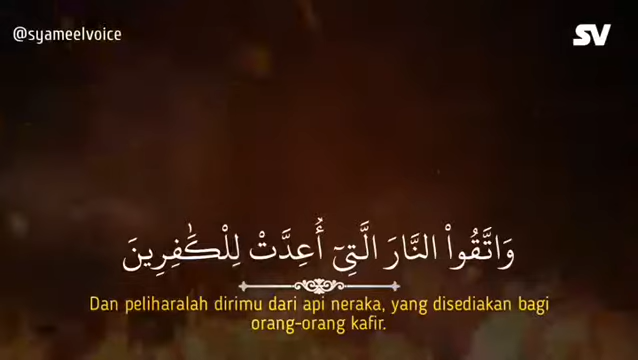 @syameelvoice
SV
وَاتَّقُوا۟ النَّارَ الَّتِىٓ أُعِدَّتْ لِلْكَـٰفِرِينَ
Dan peliharalah dirimu dari api neraka, yang disediakan bagi
orang-orang kafir.